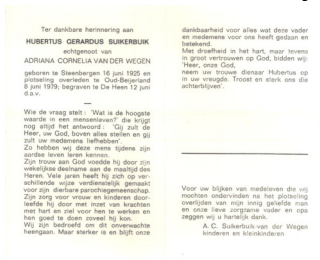 Ter dankbare herinnering aan
HUBERTUS GERARDUS SUIKERBUIK
echtgenoot van
ADRIANA CORNELIA VAN DER WEGEN
geboren te Steenbergen 16 juni 1925 en
plotseling overleden te Oud-Beijerland
8 juni 1979; begraven te De Heen 12 juni
d.a.v.
Wie de vraag stelt: 'Wat is de hoogste
waarde in een mensenleven?' die krijgt
nog altijd het antwoord: 'Gij zult de
Heer, uw God, boven alles stellen en gij
zult uw medemens liefhebben'.
Zo hebben wij deze mens tijdens zijn
aardse leven leren kennen.
Zijn trouw aan God voedde hij door zijn
wekelijkse deelname aan de maaltijd des
Heren. Vele jaren heeft hij zich op ver-
schillende wijze verdienstelijk gemaakt
voor zijn dierbare parochiegemeenschap.
Zijn zorg voor vrouw en kinderen door-
leefde hij door met inzet van krachten
met hart en ziel voor hen te werken en
hen goed te doen zoveel hij kon.
Wij zijn bedroefd om dit onverwachte
heengaan. Maar sterker is en blijft onze
dankbaarheid voor alles wat deze vader
en medemens voor ons heeft gedaan en
betekend.
Met droefheid in het hart, maar tevens
in groot vertrouwen op God, bidden wij:
'Heer, onze God,
neem uw trouwe dienaar Hubertus op
in uw vreugde. Troost en sterk ons die
achterblijven'.
Voor uw blijken van medeleven die wij
mochten ondervinden na het plotseling
overlijden van mijn innig geliefde man
en onze lieve zorgzame vader en opa
zeggen wij u hartelijk dank.
A. C. Suikerbuik-van der Wegen
kinderen en kleinkinderen